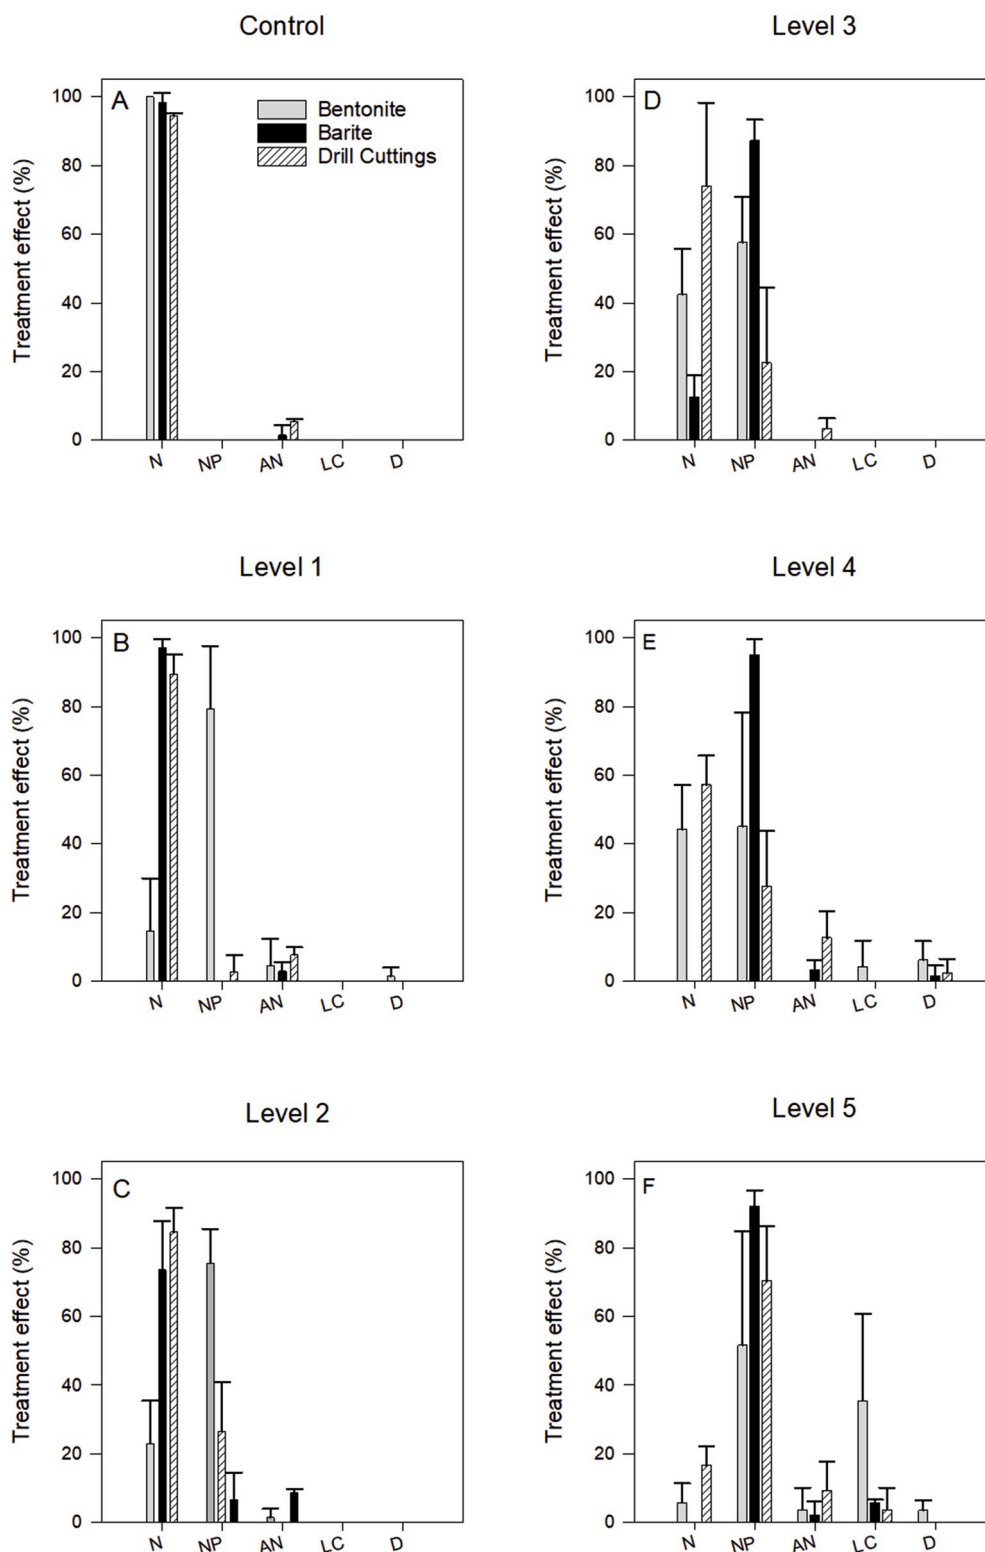 Control
A
Bentonite
Barite
Drill Cuttings
Treatment effect (%)
100
80
60
40
20
0
N NP AN LC D
Level 1
B
Treatment effect (%)
100
80
60
40
20
0
N NP AN LC D
Level 2
C
Treatment effect (%)
100
80
60
40
20
0
N NP AN LC D
Level 3
D
Treatment effect (%)
100
80
60
40
20
0
N NP AN LC D
Level 4
E
Treatment effect (%)
100
80
60
40
20
0
N NP AN LC D
Level 5
F
Treatment effect (%)
100
80
60
40
20
0
N NP AN LC D